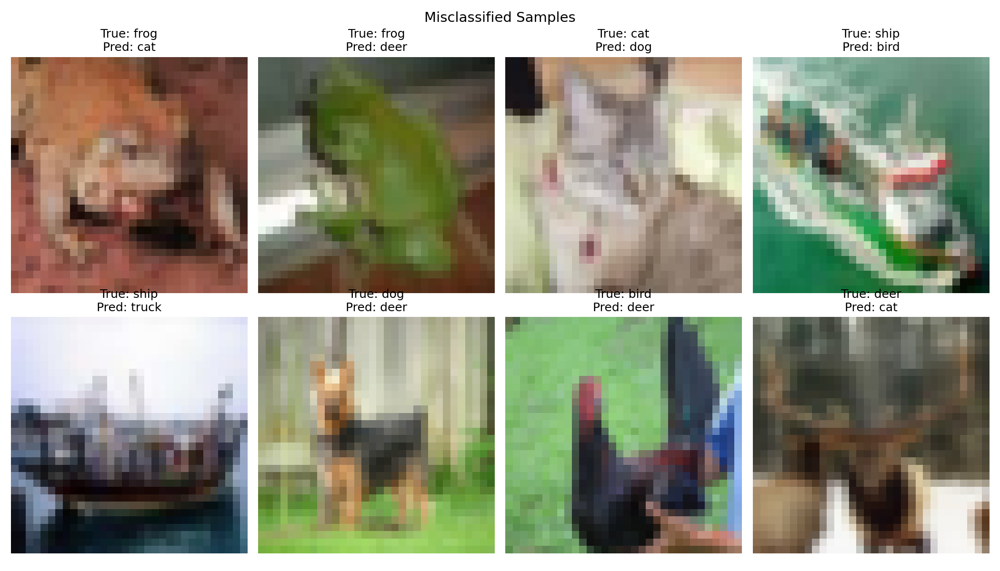 Misclassified Samples
True: frog
Pred: cat
True: frog
Pred: deer
True: cat
Pred: dog
True: ship
Pred: bird
True: ship
Pred: truck
True: dog
Pred: deer
True: bird
Pred: deer
True: deer
Pred: cat